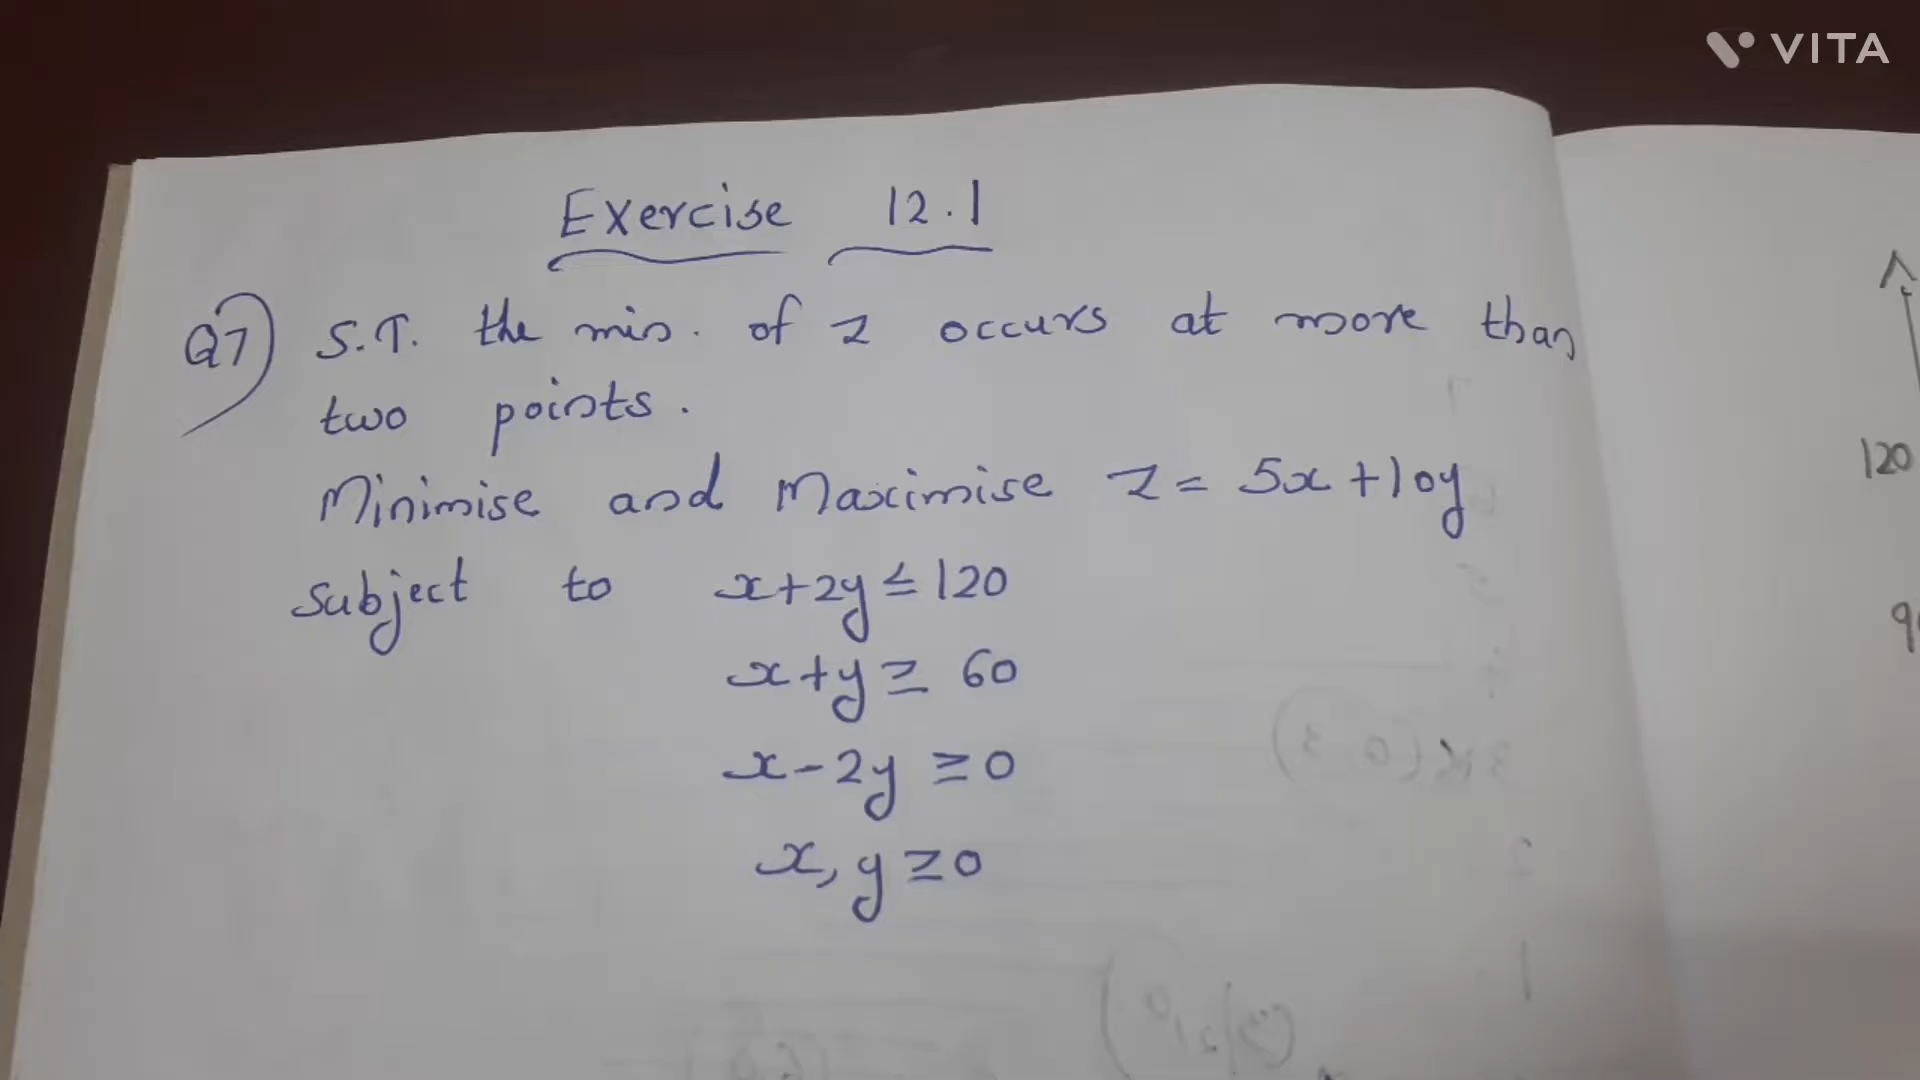 VITA
Exercise 12.1
Q7) S.T. the min. of z occurs at more than
two points.
Minimise and Maximise z = 5x + 10y
subject to x + 2y ≤ 120
x + y ≥ 60
x - 2y ≥ 0
x, y ≥ 0
120